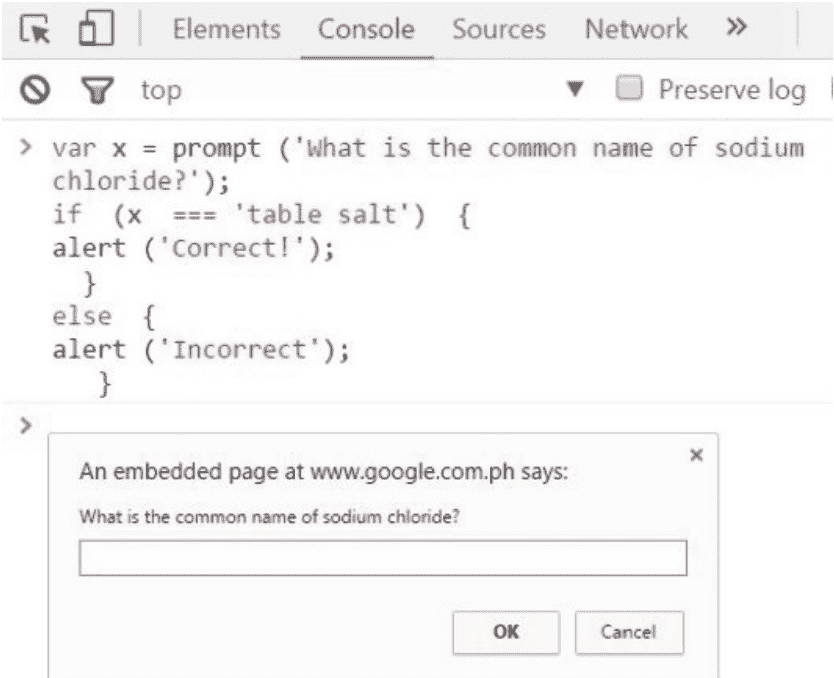 Elements Console Sources Network »
top ▼ Preserve log
> var x = prompt ('What is the common name of sodium
chloride?');
if (x === 'table salt') {
alert ('Correct!');
}
else {
alert ('Incorrect');
}
>
An embedded page at www.google.com.ph says: ×
What is the common name of sodium chloride?
OK Cancel